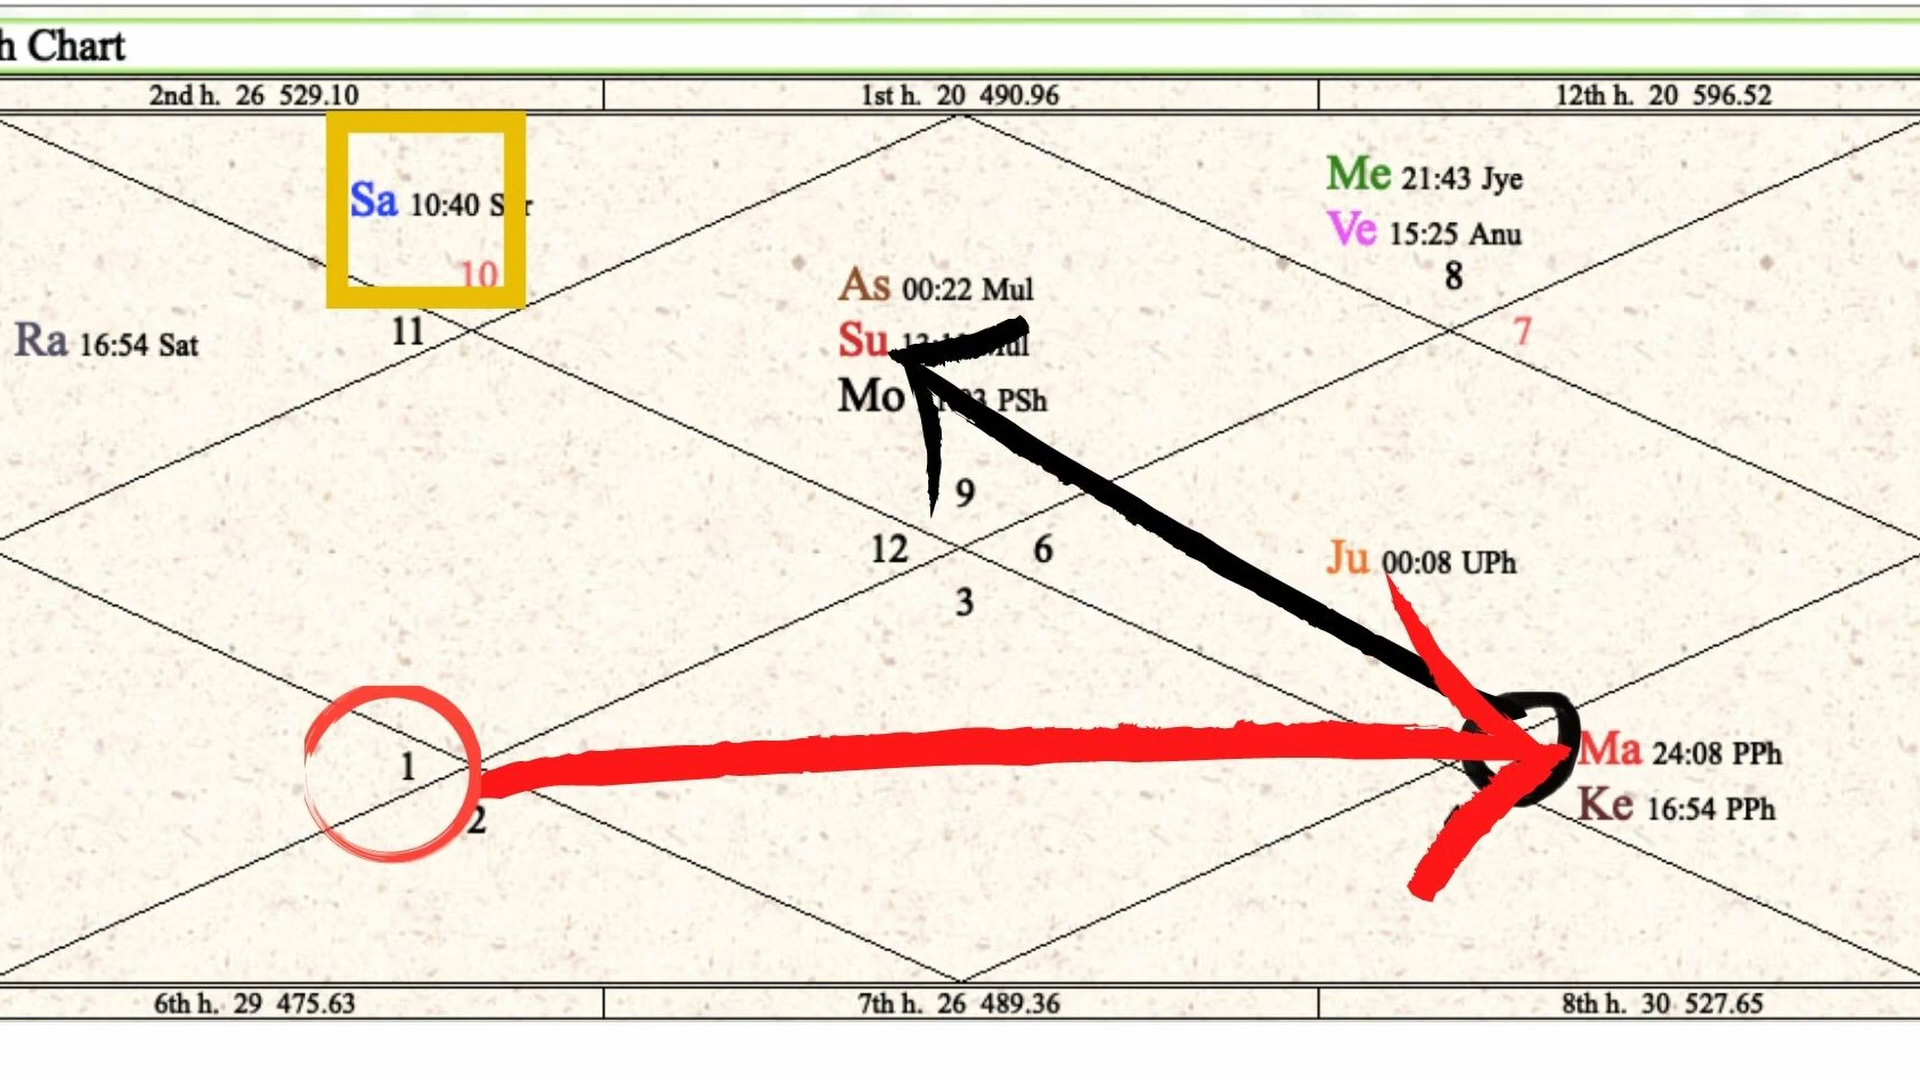 h Chart
2nd h. 26 529.10
1st h. 20 490.96
12th h. 20 596.52
Sa 10:40
10
11
Ra 16:54 Sat
As 00:22 Mul
Su
Mo PSh
9
12
6
3
Me 21:43 Jye
Ve 15:25 Anu
8
7
Ju 00:08 UPh
1
2
Ma 24:08 PPh
Ke 16:54 PPh
6th h. 29 475.63
7th h. 26 489.36
8th h. 30 527.65